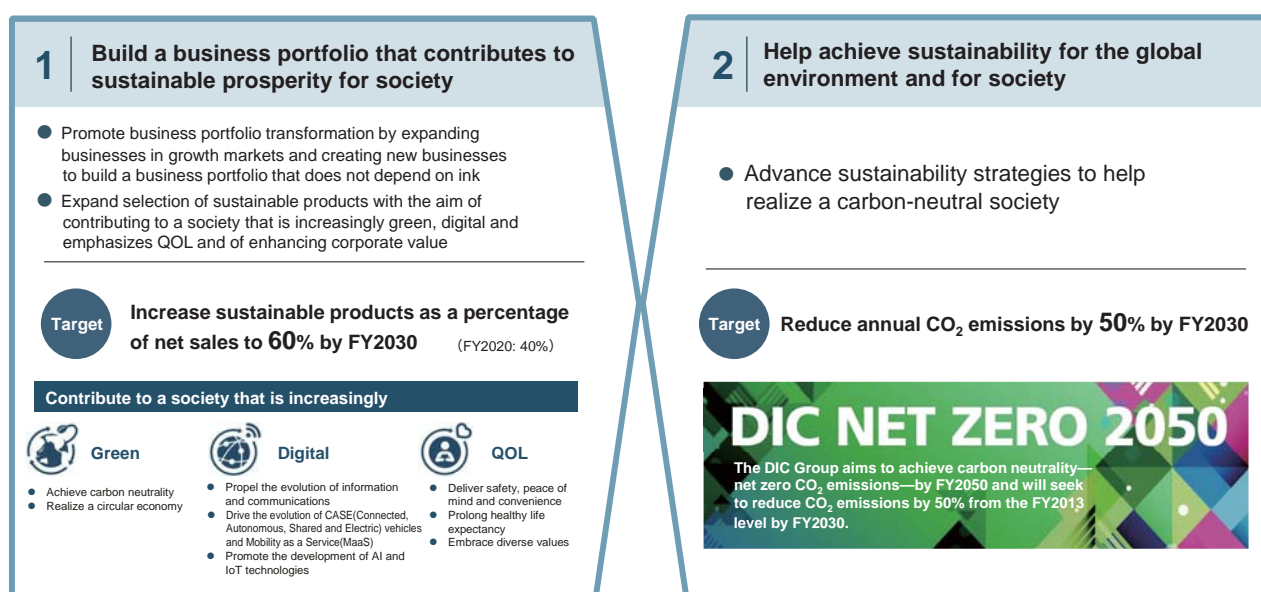 1
Build a business portfolio that contributes to
sustainable prosperity for society
● Promote business portfolio transformation by expanding
businesses in growth markets and creating new businesses
to build a business portfolio that does not depend on ink
● Expand selection of sustainable products with the aim of
contributing to a society that is increasingly green, digital and
emphasizes QOL and of enhancing corporate value
Target
Increase sustainable products as a percentage
of net sales to 60% by FY2030 (FY2020: 40%)
Contribute to a society that is increasingly
Green
● Achieve carbon neutrality
● Realize a circular economy
Digital
● Propel the evolution of information
and communications
● Drive the evolution of CASE(Connected,
Autonomous, Shared and Electric) vehicles
and Mobility as a Service(MaaS)
● Promote the development of AI and
IoT technologies
QOL
● Deliver safety, peace of
mind and convenience
● Prolong healthy life
expectancy
● Embrace diverse values
2
Help achieve sustainability for the global
environment and for society
● Advance sustainability strategies to help
realize a carbon-neutral society
Target
Reduce annual CO₂ emissions by 50% by FY2030
DIC NET ZERO 2050
The DIC Group aims to achieve carbon neutrality—
net zero CO₂ emissions—by FY2050 and will seek
to reduce CO₂ emissions by 50% from the FY2013
level by FY2030.